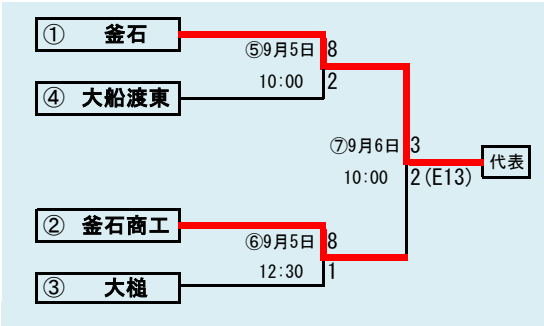 ① 釜石
⑤9月5日 8
10:00 2
④ 大船渡東
⑦9月6日 3
10:00 2(E13)
代表
② 釜石商工
⑥9月5日 8
12:30 1
③ 大槌